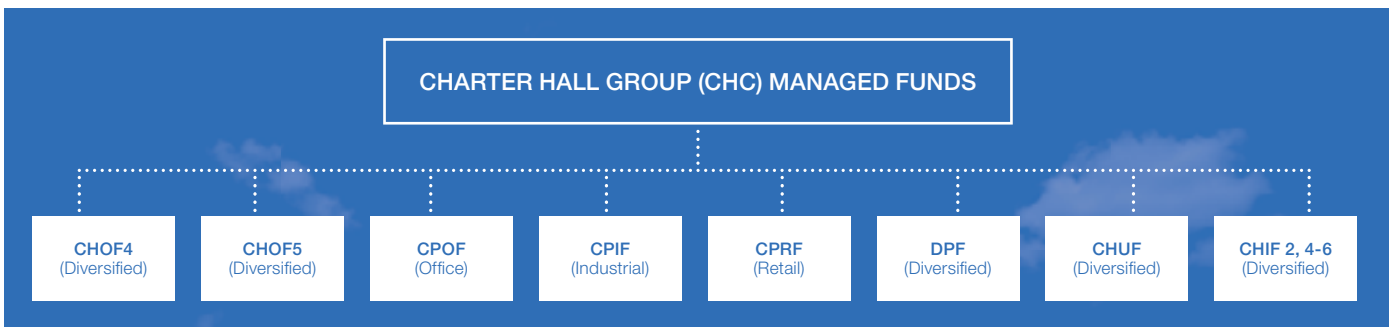 CHARTER HALL GROUP (CHC) MANAGED FUNDS
CHOF4
(Diversified)
CHOF5
(Diversified)
CPOF
(Office)
CPIF
(Industrial)
CPRF
(Retail)
DPF
(Diversified)
CHUF
(Diversified)
CHIF 2, 4-6
(Diversified)